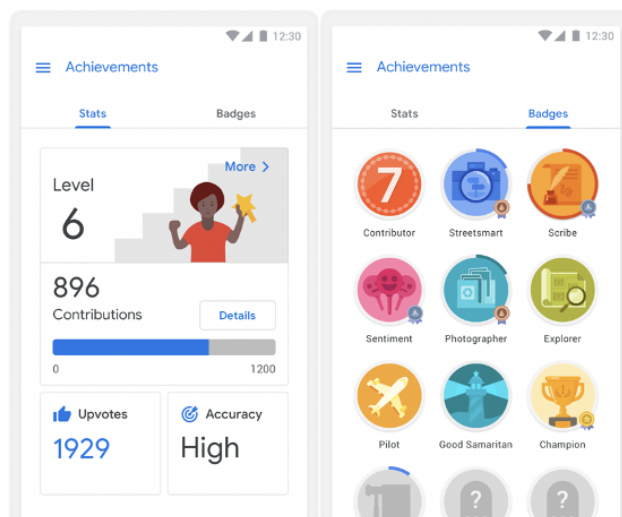 12:30
Achievements
Stats Badges
More >
Level
6
896
Contributions
Details
0 1200
Upvotes
1929
Accuracy
High
12:30
Achievements
Stats Badges
7
Contributor Streetsmart Scribe
Sentiment Photographer Explorer
Pilot Good Samaritan Champion
? ?